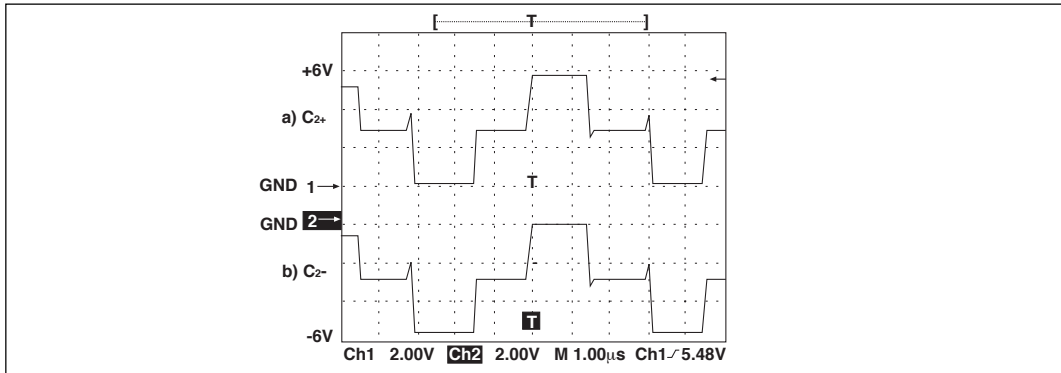 [ T ]
+6V
a) C2+
T
GND 1
GND 2
b) C2-
T
-6V
Ch1 2.00V Ch2 2.00V M 1.00µs Ch1 5.48V